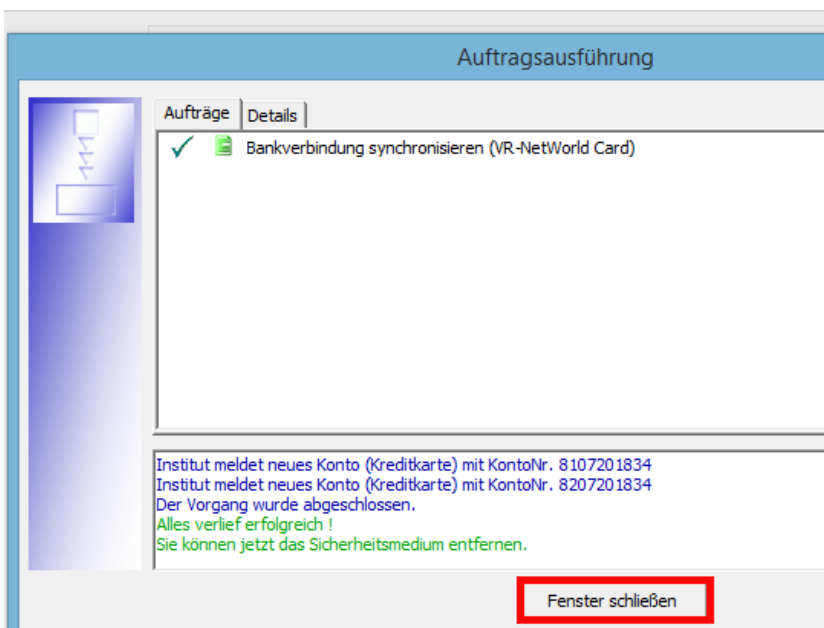 Auftragsausführung
Aufträge
Details
Bankverbindung synchronisieren (VR-NetWorld Card)
Institut meldet neues Konto (Kreditkarte) mit KontoNr. 8107201834
Institut meldet neues Konto (Kreditkarte) mit KontoNr. 8207201834
Der Vorgang wurde abgeschlossen.
Alles verlief erfolgreich !
Sie können jetzt das Sicherheitsmedium entfernen.
Fenster schließen